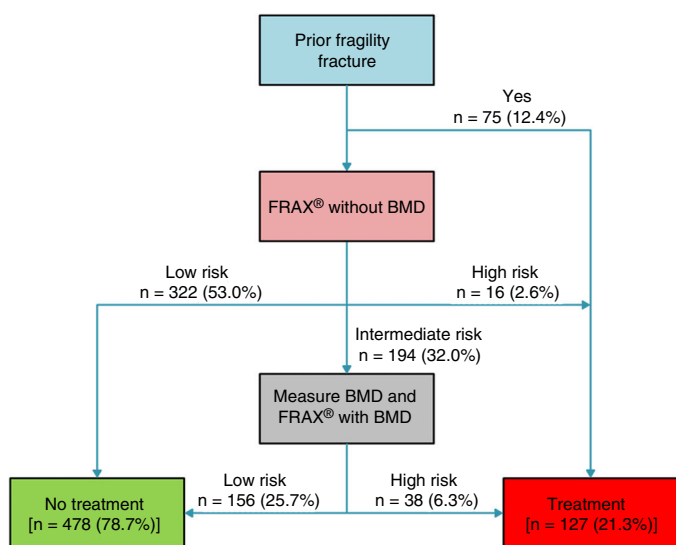 Prior fragility
fracture
Yes
n = 75 (12.4%)
FRAX® without BMD
Low risk
n = 322 (53.0%)
High risk
n = 16 (2.6%)
Intermediate risk
n = 194 (32.0%)
Measure BMD and
FRAX® with BMD
Low risk
n = 156 (25.7%)
High risk
n = 38 (6.3%)
No treatment
[n = 478 (78.7%)]
Treatment
[n = 127 (21.3%)]